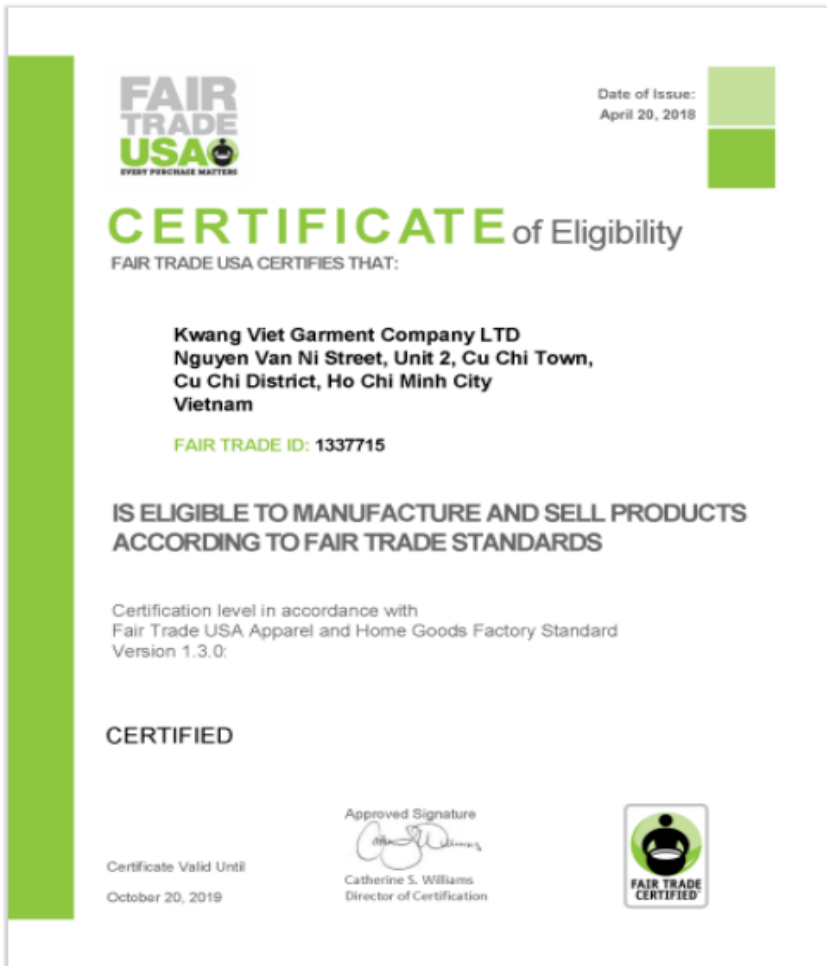 FAIR
TRADE
USA
EVERY PURCHASE MATTERS
Date of Issue:
April 20, 2018
CERTIFICATE of Eligibility
FAIR TRADE USA CERTIFIES THAT:
Kwang Viet Garment Company LTD
Nguyen Van Ni Street, Unit 2, Cu Chi Town,
Cu Chi District, Ho Chi Minh City
Vietnam
FAIR TRADE ID: 1337715
IS ELIGIBLE TO MANUFACTURE AND SELL PRODUCTS
ACCORDING TO FAIR TRADE STANDARDS
Certification level in accordance with
Fair Trade USA Apparel and Home Goods Factory Standard
Version 1.3.0:
CERTIFIED
Certificate Valid Until
October 20, 2019
Approved Signature
Catherine S. Williams
Director of Certification
FAIR TRADE
CERTIFIED